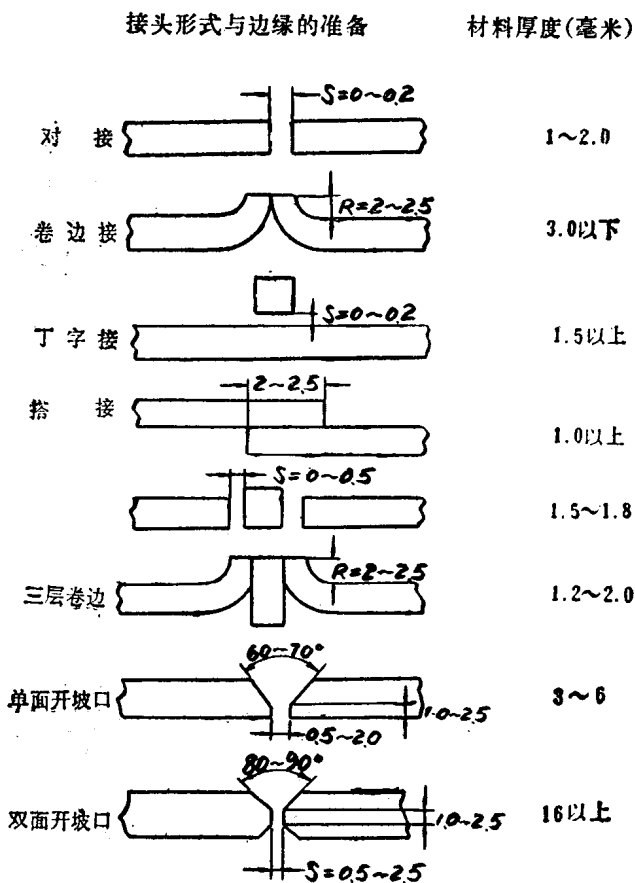 接头形式与边缘的准备 材料厚度(毫米)
S=0~0.2
对接 1~2.0
R=2~2.5
卷边接 3.0以下
S=0~0.2
丁字接 1.5以上
2~2.5
搭接
1.0以上
S=0~0.5
1.5~1.8
R=2~2.5
三层卷边 1.2~2.0
60~70°
单面开坡口 3~6
1.0~2.5
0.5~2.0
80~90°
双面开坡口 1.0~2.5 16以上
S=0.5~2.5